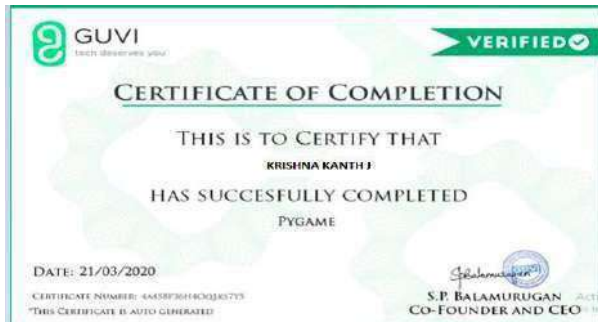 GUVI
tech deserves you
VERIFIED
CERTIFICATE OF COMPLETION
THIS IS TO CERTIFY THAT
KRISHNA KANTH J
HAS SUCCESFULLY COMPLETED
PYGAME
DATE: 21/03/2020
CERTIFICATE NUMBER:
*THIS CERTIFICATE IS AUTO GENERATED
S.P. BALAMURUGAN
CO-FOUNDER AND CEO